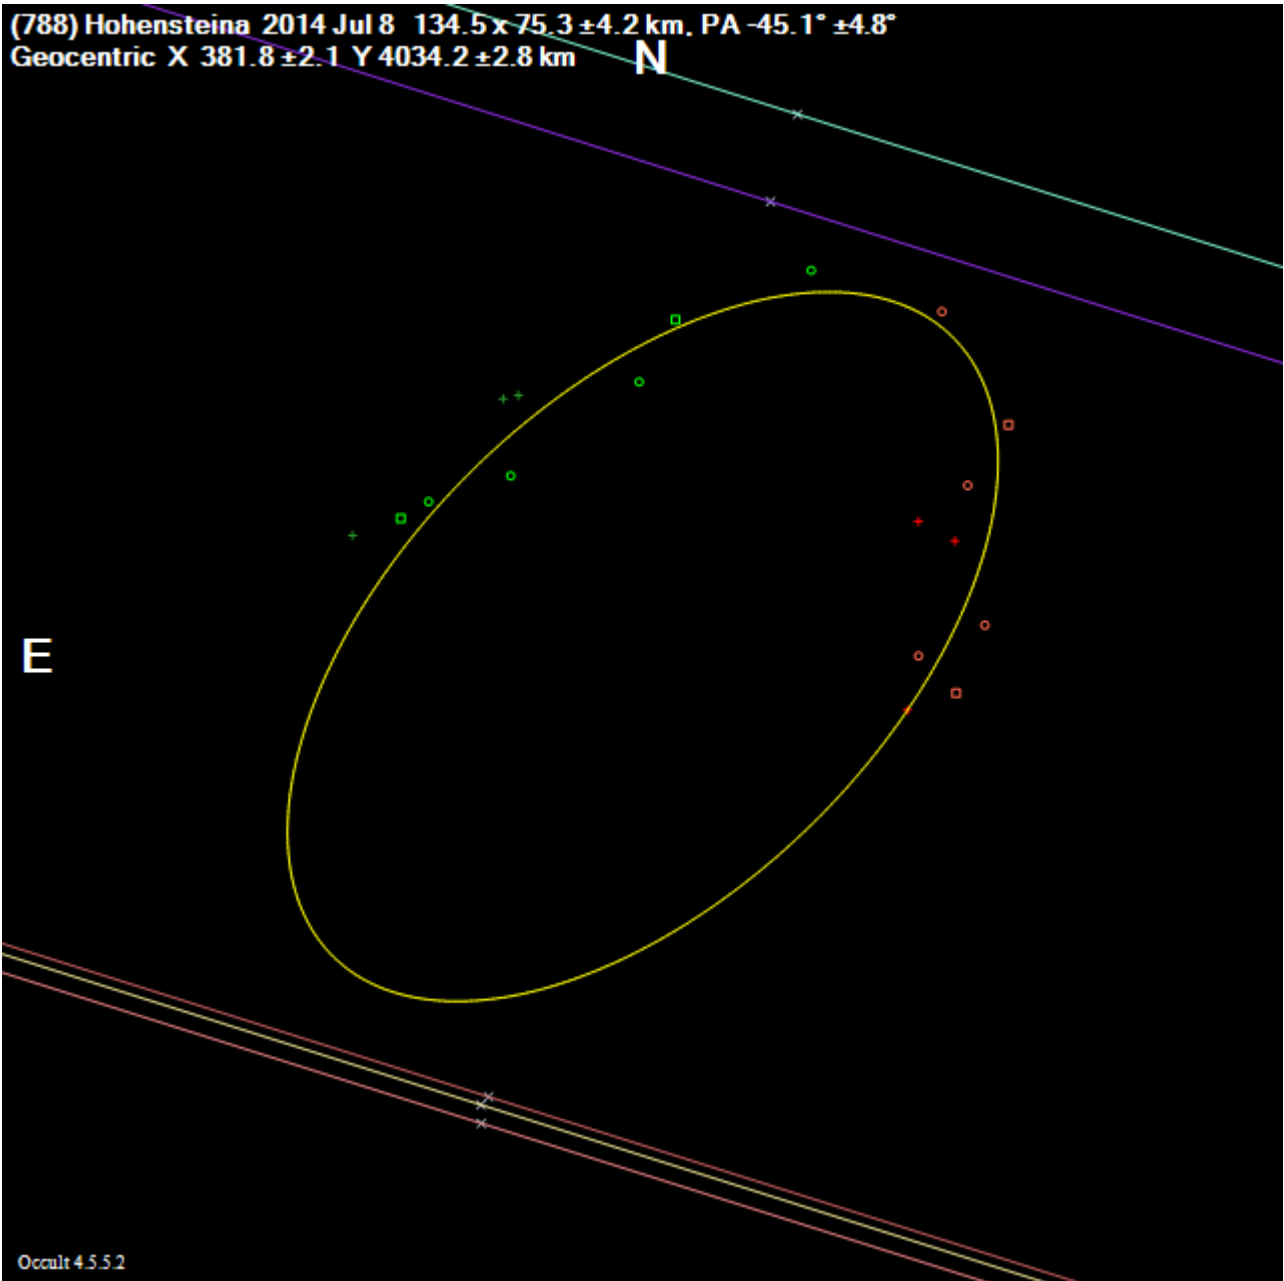 (788) Hohensteina 2014 Jul 8 134.5 x 75.3 ±4.2 km, PA -45.1° ±4.8°
Geocentric X 381.8 ±2.1 Y 4034.2 ±2.8 km
N
E
Occult 4.5.5.2